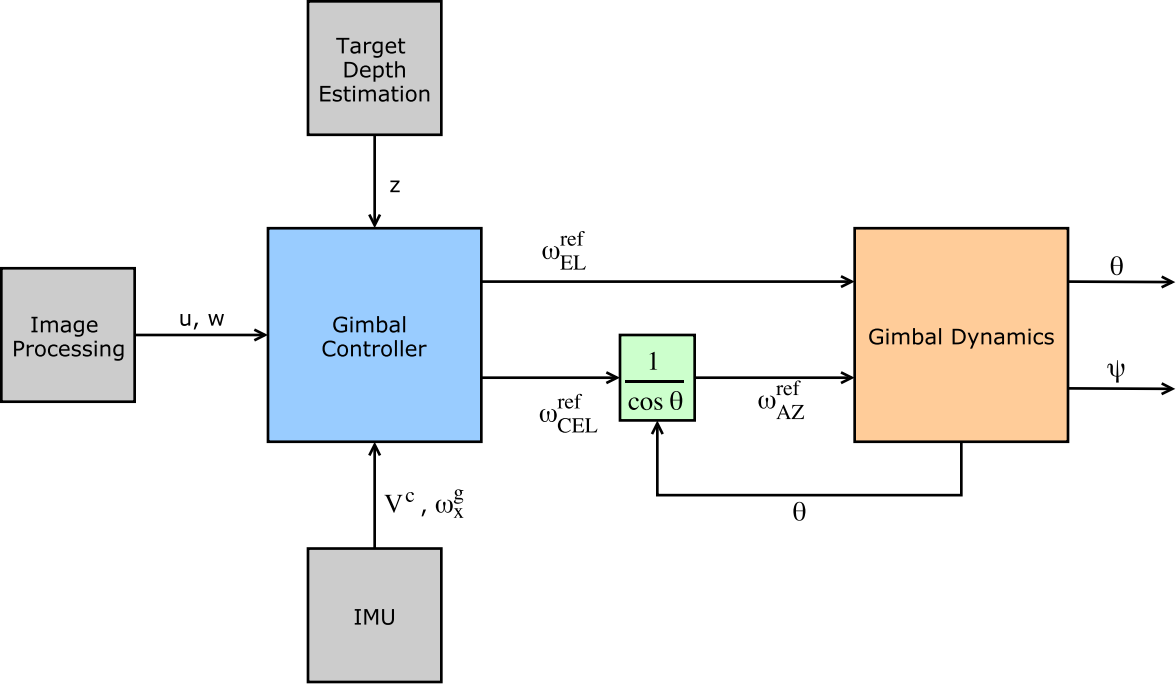 Target
Depth
Estimation
z
Image
Processing
u, w
Gimbal
Controller
ω_EL^ref
ω_CEL^ref
1
cos θ
ω_AZ^ref
Gimbal Dynamics
θ
ψ
θ
V^c , ω_x^g
IMU